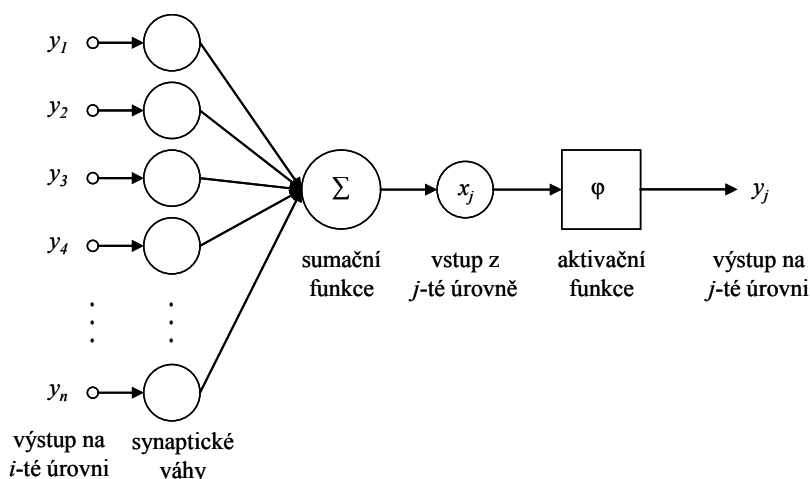 y1
y2
y3
y4
yn
výstup na
i-té úrovni
synaptické
váhy
Σ
sumační
funkce
xj
vstup z
j-té úrovně
φ
aktivační
funkce
yj
výstup na
j-té úrovni